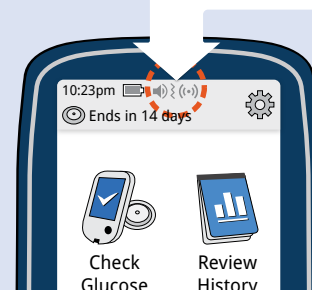 10:23pm
Ends in 14 days
Check
Glucose
Review
History